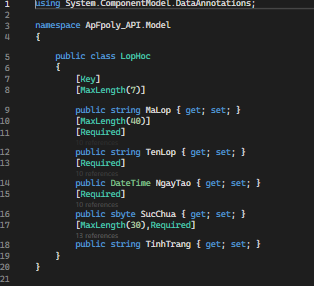 1 using System.ComponentModel.DataAnnotations;
2
3 namespace ApFpoly_API.Model
4 {
5 public class LopHoc
6 {
7 [Key]
8 [MaxLength(7)]
9 public string MaLop { get; set; }
10 [MaxLength(40)]
11 [Required]
12 public string TenLop { get; set; }
13 [Required]
10 references
14 public DateTime NgayTao { get; set; }
15 [Required]
10 references
16 public sbyte SucChua { get; set; }
17 [MaxLength(30),Required]
13 references
18 public string TinhTrang { get; set; }
19 }
20 }
21